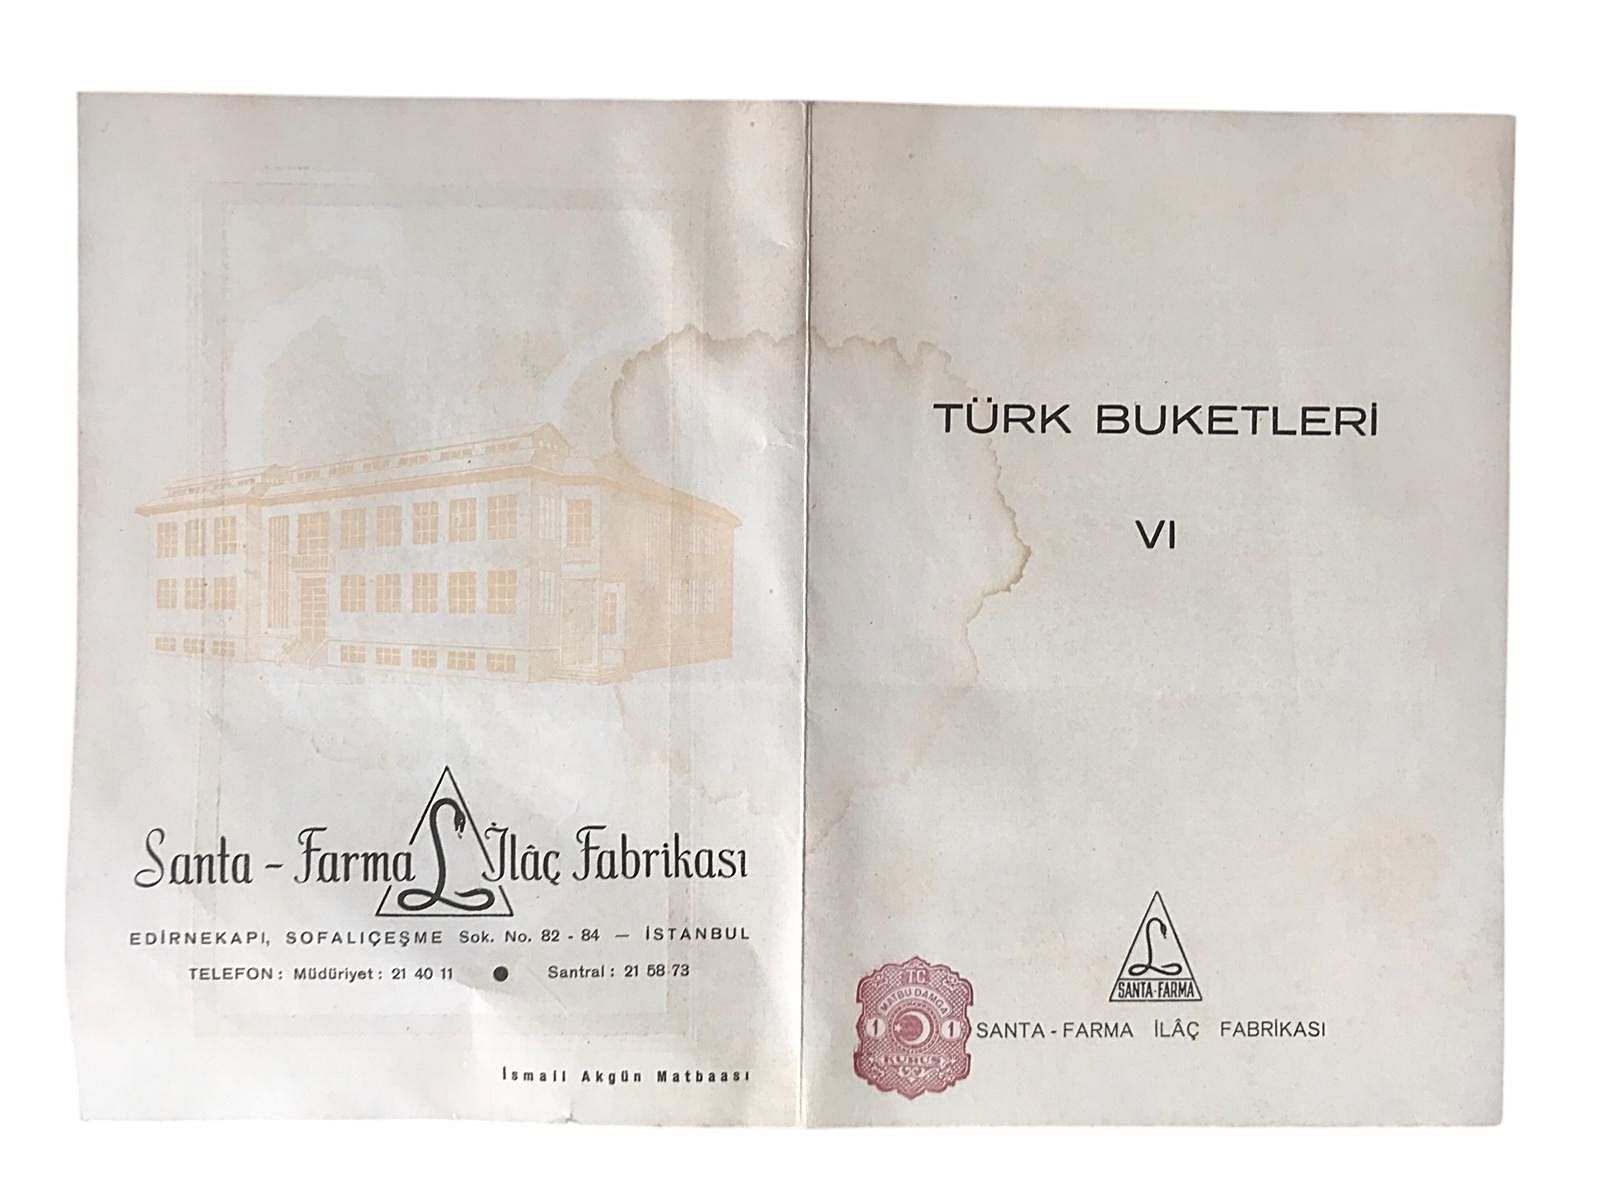 Santa - Farma İlâç Fabrikası
EDİRNEKAPI, SOFALIÇEŞME Sok. No. 82 - 84 — İSTANBUL
TELEFON : Müdüriyet : 21 40 11 ● Santral : 21 58 73
İsmail Akgün Matbaası
TÜRK BUKETLERİ
VI
SANTA-FARMA
SANTA - FARMA İLÂÇ FABRİKASI
TC
MATBU DAMGA
1 1
KURUŞ